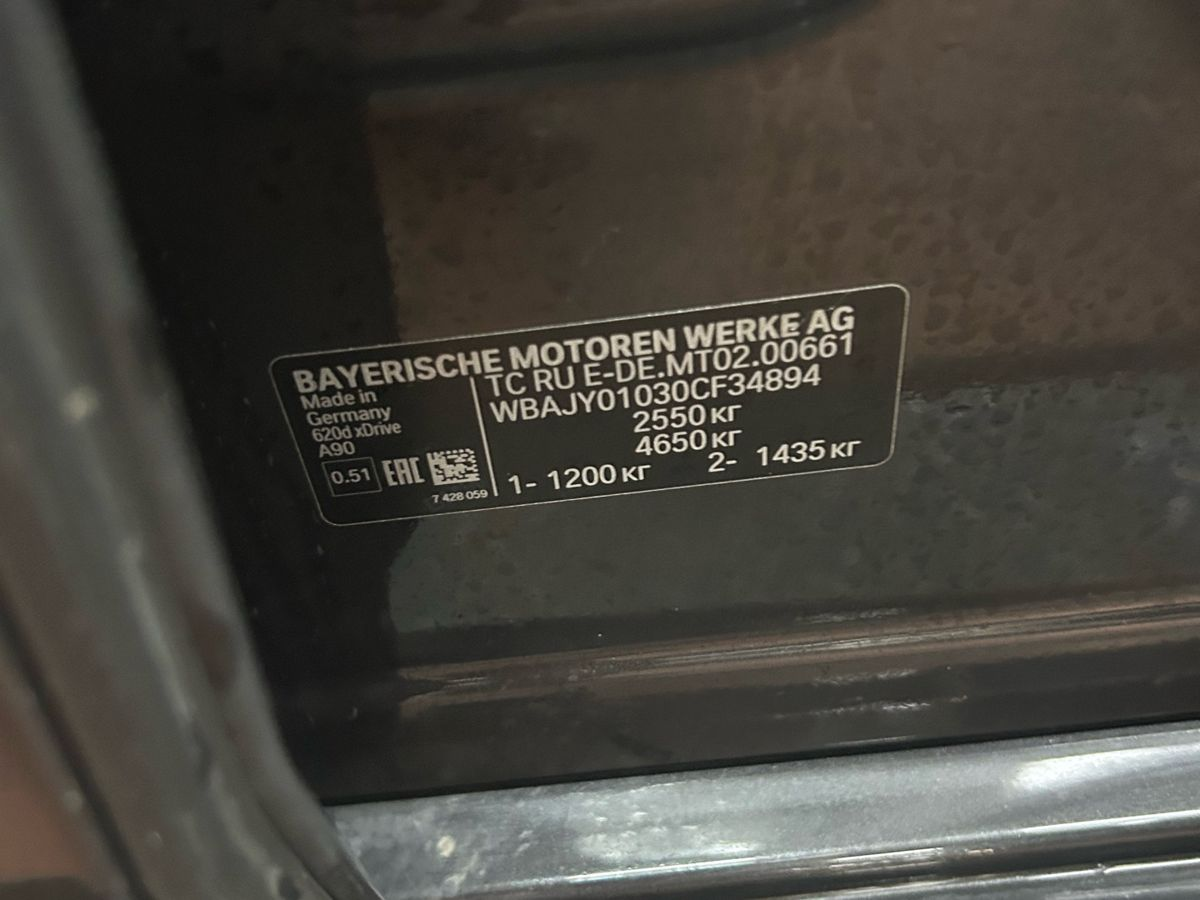 BAYERISCHE MOTOREN WERKE AG
Made in
Germany
620d xDrive
A90
0.51 EAC
7 428 059
TC RU E-DE.MT02.00661
WBAJY01030CF34894
2550 кг
4650 кг
1- 1200 кг 2- 1435 кг